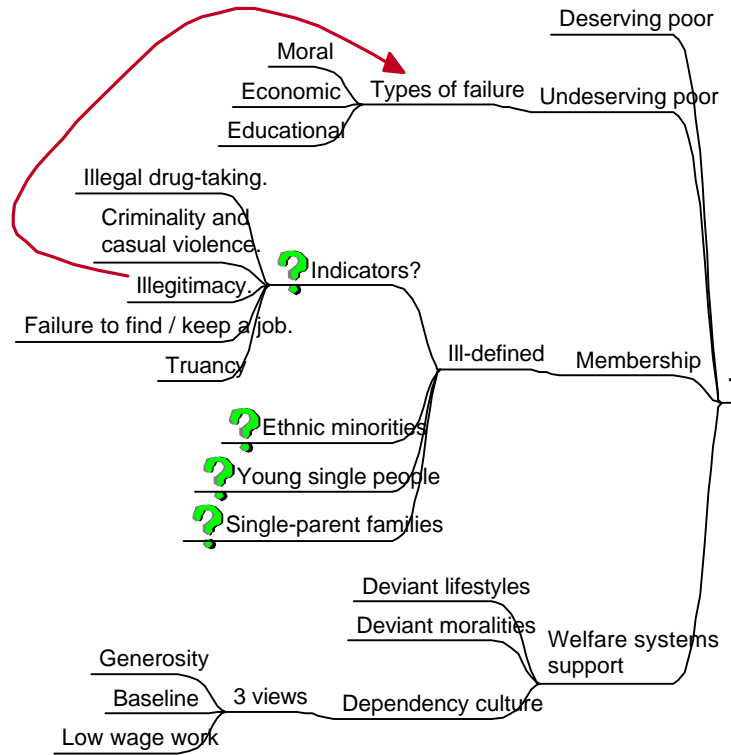 Deserving poor
Moral
Economic
Educational
Types of failure
Undeserving poor
Illegal drug-taking.
Criminality and
casual violence.
Illegitimacy.
Failure to find / keep a job.
Truancy
? Indicators?
Ill-defined
Membership
? Ethnic minorities
? Young single people
? Single-parent families
Deviant lifestyles
Deviant moralities
Welfare systems
support
Generosity
Baseline
Low wage work
3 views
Dependency culture